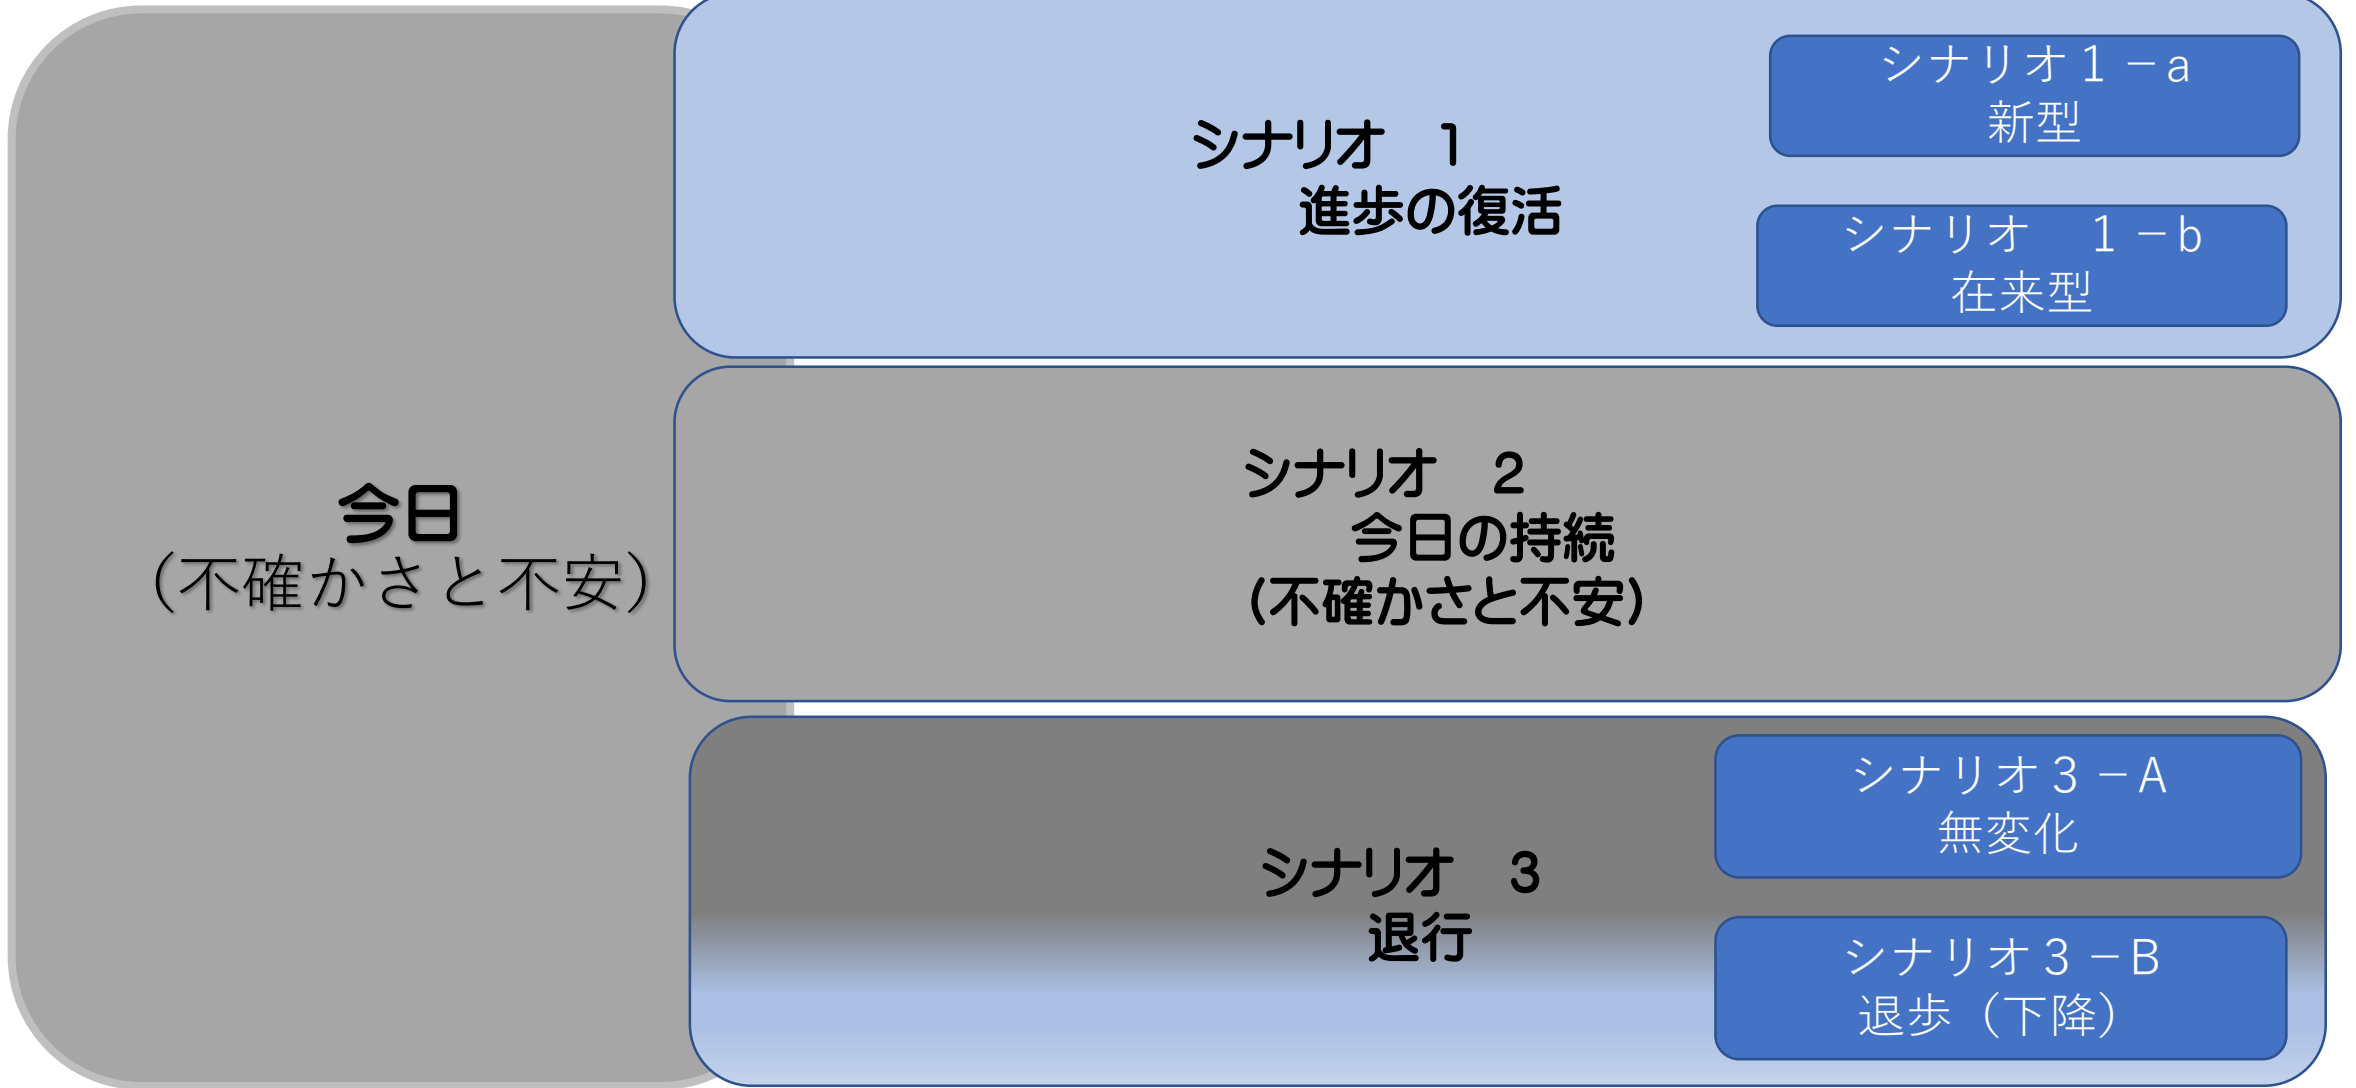 今日
（不確かさと不安）
シナリオ　1
進歩の復活
シナリオ１－a
新型
シナリオ　１－b
在来型
シナリオ　2
今日の持続
（不確かさと不安）
シナリオ　3
退行
シナリオ３－A
無変化
シナリオ３－B
退歩（下降）